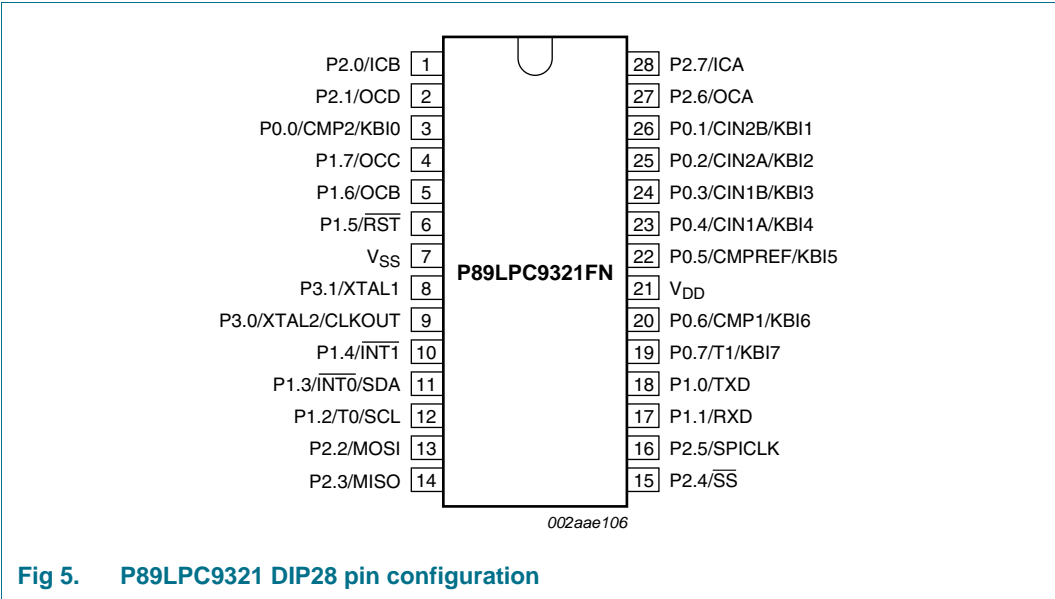 P2.0/ICB 1 28 P2.7/ICA
P2.1/OCD 2 27 P2.6/OCA
P0.0/CMP2/KBI0 3 26 P0.1/CIN2B/KBI1
P1.7/OCC 4 25 P0.2/CIN2A/KBI2
P1.6/OCB 5 24 P0.3/CIN1B/KBI3
P1.5/R̅S̅T̅ 6 23 P0.4/CIN1A/KBI4
VSS 7 22 P0.5/CMPREF/KBI5
P89LPC9321FN
P3.1/XTAL1 8 21 VDD
P3.0/XTAL2/CLKOUT 9 20 P0.6/CMP1/KBI6
P1.4/I̅N̅T̅1̅ 10 19 P0.7/T1/KBI7
P1.3/I̅N̅T̅0̅/SDA 11 18 P1.0/TXD
P1.2/T0/SCL 12 17 P1.1/RXD
P2.2/MOSI 13 16 P2.5/SPICLK
P2.3/MISO 14 15 P2.4/S̅S̅
002aae106
Fig 5. P89LPC9321 DIP28 pin configuration